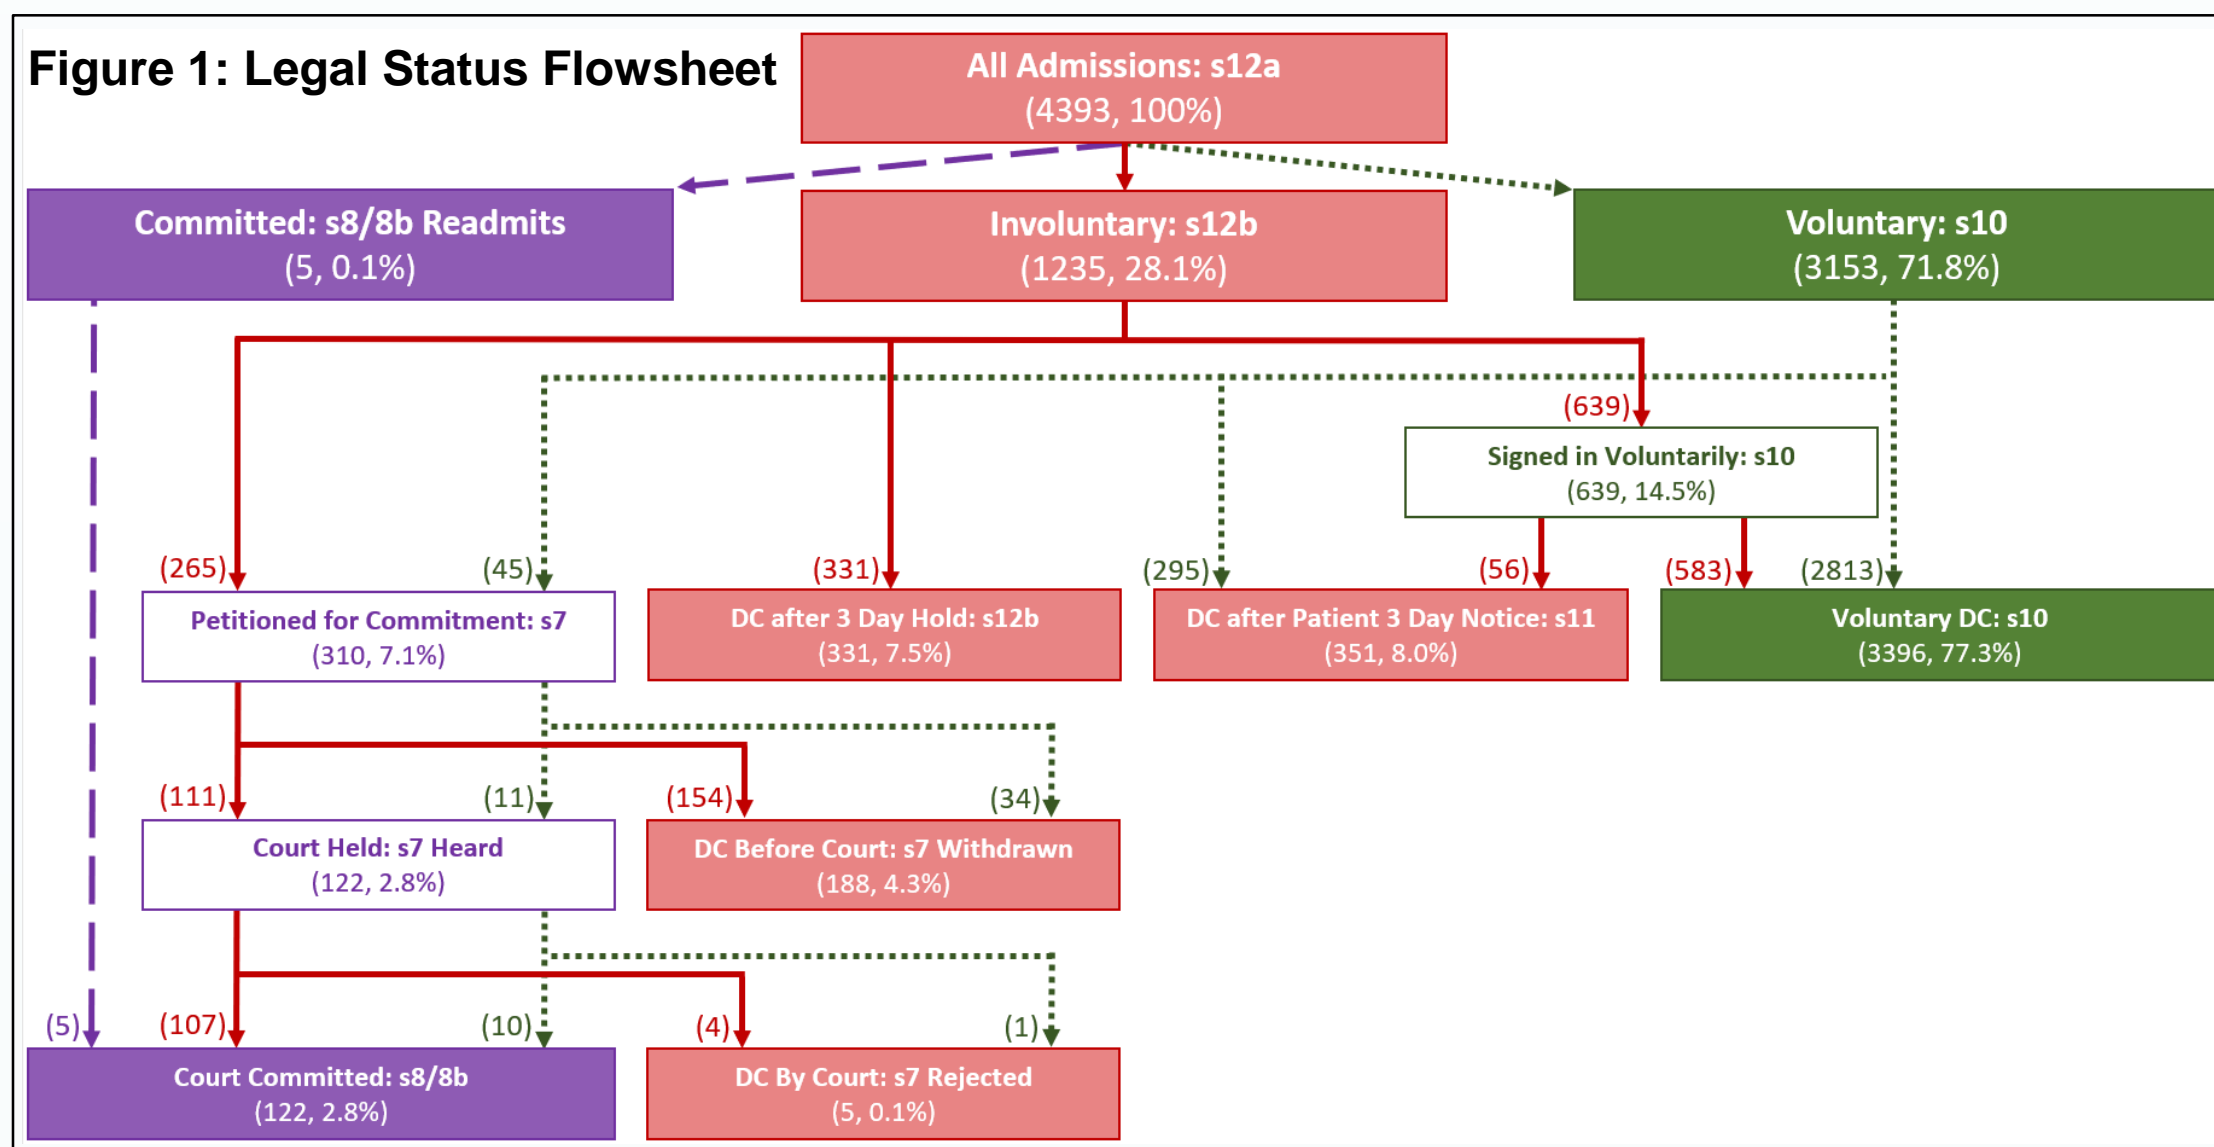 Figure 1: Legal Status Flowsheet
All Admissions: s12a
(4393, 100%)
Committed: s8/8b Readmits
(5, 0.1%)
Involuntary: s12b
(1235, 28.1%)
Voluntary: s10
(3153, 71.8%)
(639)
Signed in Voluntarily: s10
(639, 14.5%)
(265)
(45)
(331)
(295)
(56)
(583)
(2813)
Petitioned for Commitment: s7
(310, 7.1%)
DC after 3 Day Hold: s12b
(331, 7.5%)
DC after Patient 3 Day Notice: s11
(351, 8.0%)
Voluntary DC: s10
(3396, 77.3%)
(111)
(11)
(154)
(34)
Court Held: s7 Heard
(122, 2.8%)
DC Before Court: s7 Withdrawn
(188, 4.3%)
(5)
(107)
(10)
(4)
(1)
Court Committed: s8/8b
(122, 2.8%)
DC By Court: s7 Rejected
(5, 0.1%)